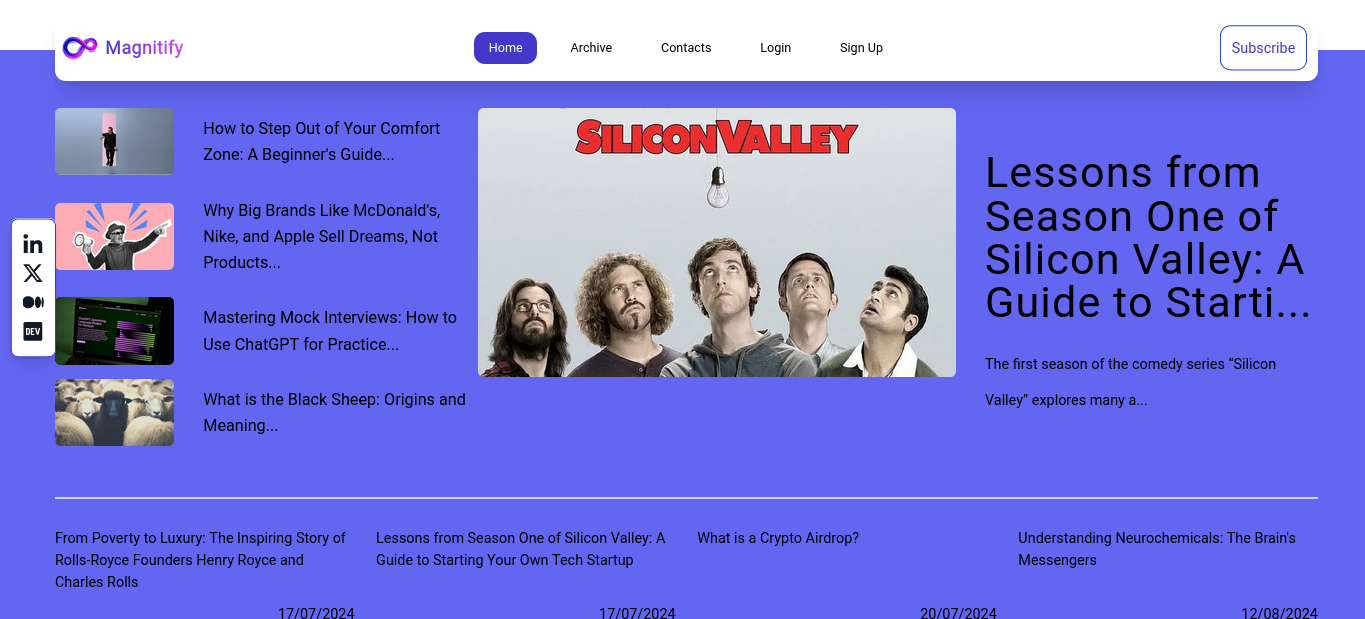 Magnitify
Home
Archive
Contacts
Login
Sign Up
Subscribe
How to Step Out of Your Comfort
Zone: A Beginner's Guide...
Why Big Brands Like McDonald's,
Nike, and Apple Sell Dreams, Not
Products...
Mastering Mock Interviews: How to
Use ChatGPT for Practice...
What is the Black Sheep: Origins and
Meaning...
in
X
DEV
SILICON VALLEY
Lessons from
Season One of
Silicon Valley: A
Guide to Starti...
The first season of the comedy series “Silicon
Valley” explores many a...
From Poverty to Luxury: The Inspiring Story of
Rolls-Royce Founders Henry Royce and
Charles Rolls
17/07/2024
Lessons from Season One of Silicon Valley: A
Guide to Starting Your Own Tech Startup
17/07/2024
What is a Crypto Airdrop?
20/07/2024
Understanding Neurochemicals: The Brain's
Messengers
12/08/2024